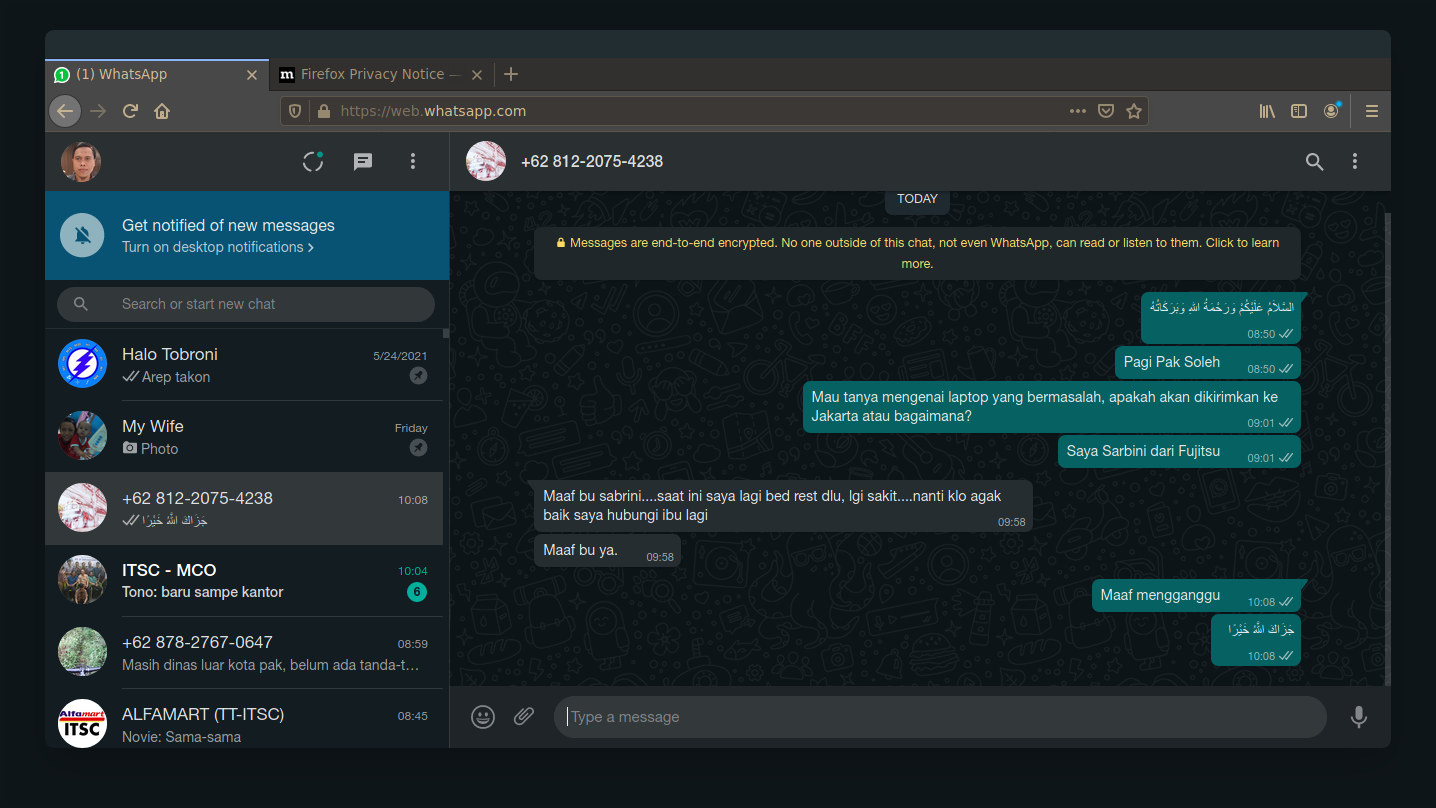 (1) WhatsApp
m Firefox Privacy Notice —
https://web.whatsapp.com
+62 812-2075-4238
Get notified of new messages
Turn on desktop notifications
Search or start new chat
Halo Tobroni
5/24/2021
Arep takon
My Wife
Friday
Photo
+62 812-2075-4238
10:08
جَزَاكَ اللَّهُ خَيْرًا
ITSC - MCO
10:04
Tono: baru sampe kantor
6
+62 878-2767-0647
08:59
Masih dinas luar kota pak, belum ada tanda-t…
Alfamart
ITSC
ALFAMART (TT-ITSC)
08:45
Novie: Sama-sama
TODAY
Messages are end-to-end encrypted. No one outside of this chat, not even WhatsApp, can read or listen to them. Click to learn
more.
السَّلاَمُ عَلَيْكُمْ وَرَحْمَةُ اللهِ وَبَرَكَاتُهُ
08:50
Pagi Pak Soleh
08:50
Mau tanya mengenai laptop yang bermasalah, apakah akan dikirimkan ke
Jakarta atau bagaimana?
09:01
Saya Sarbini dari Fujitsu
09:01
Maaf bu sabrini....saat ini saya lagi bed rest dlu, lgi sakit....nanti klo agak
baik saya hubungi ibu lagi
09:58
Maaf bu ya.
09:58
Maaf mengganggu
10:08
جَزَاكَ اللَّهُ خَيْرًا
10:08
Type a message